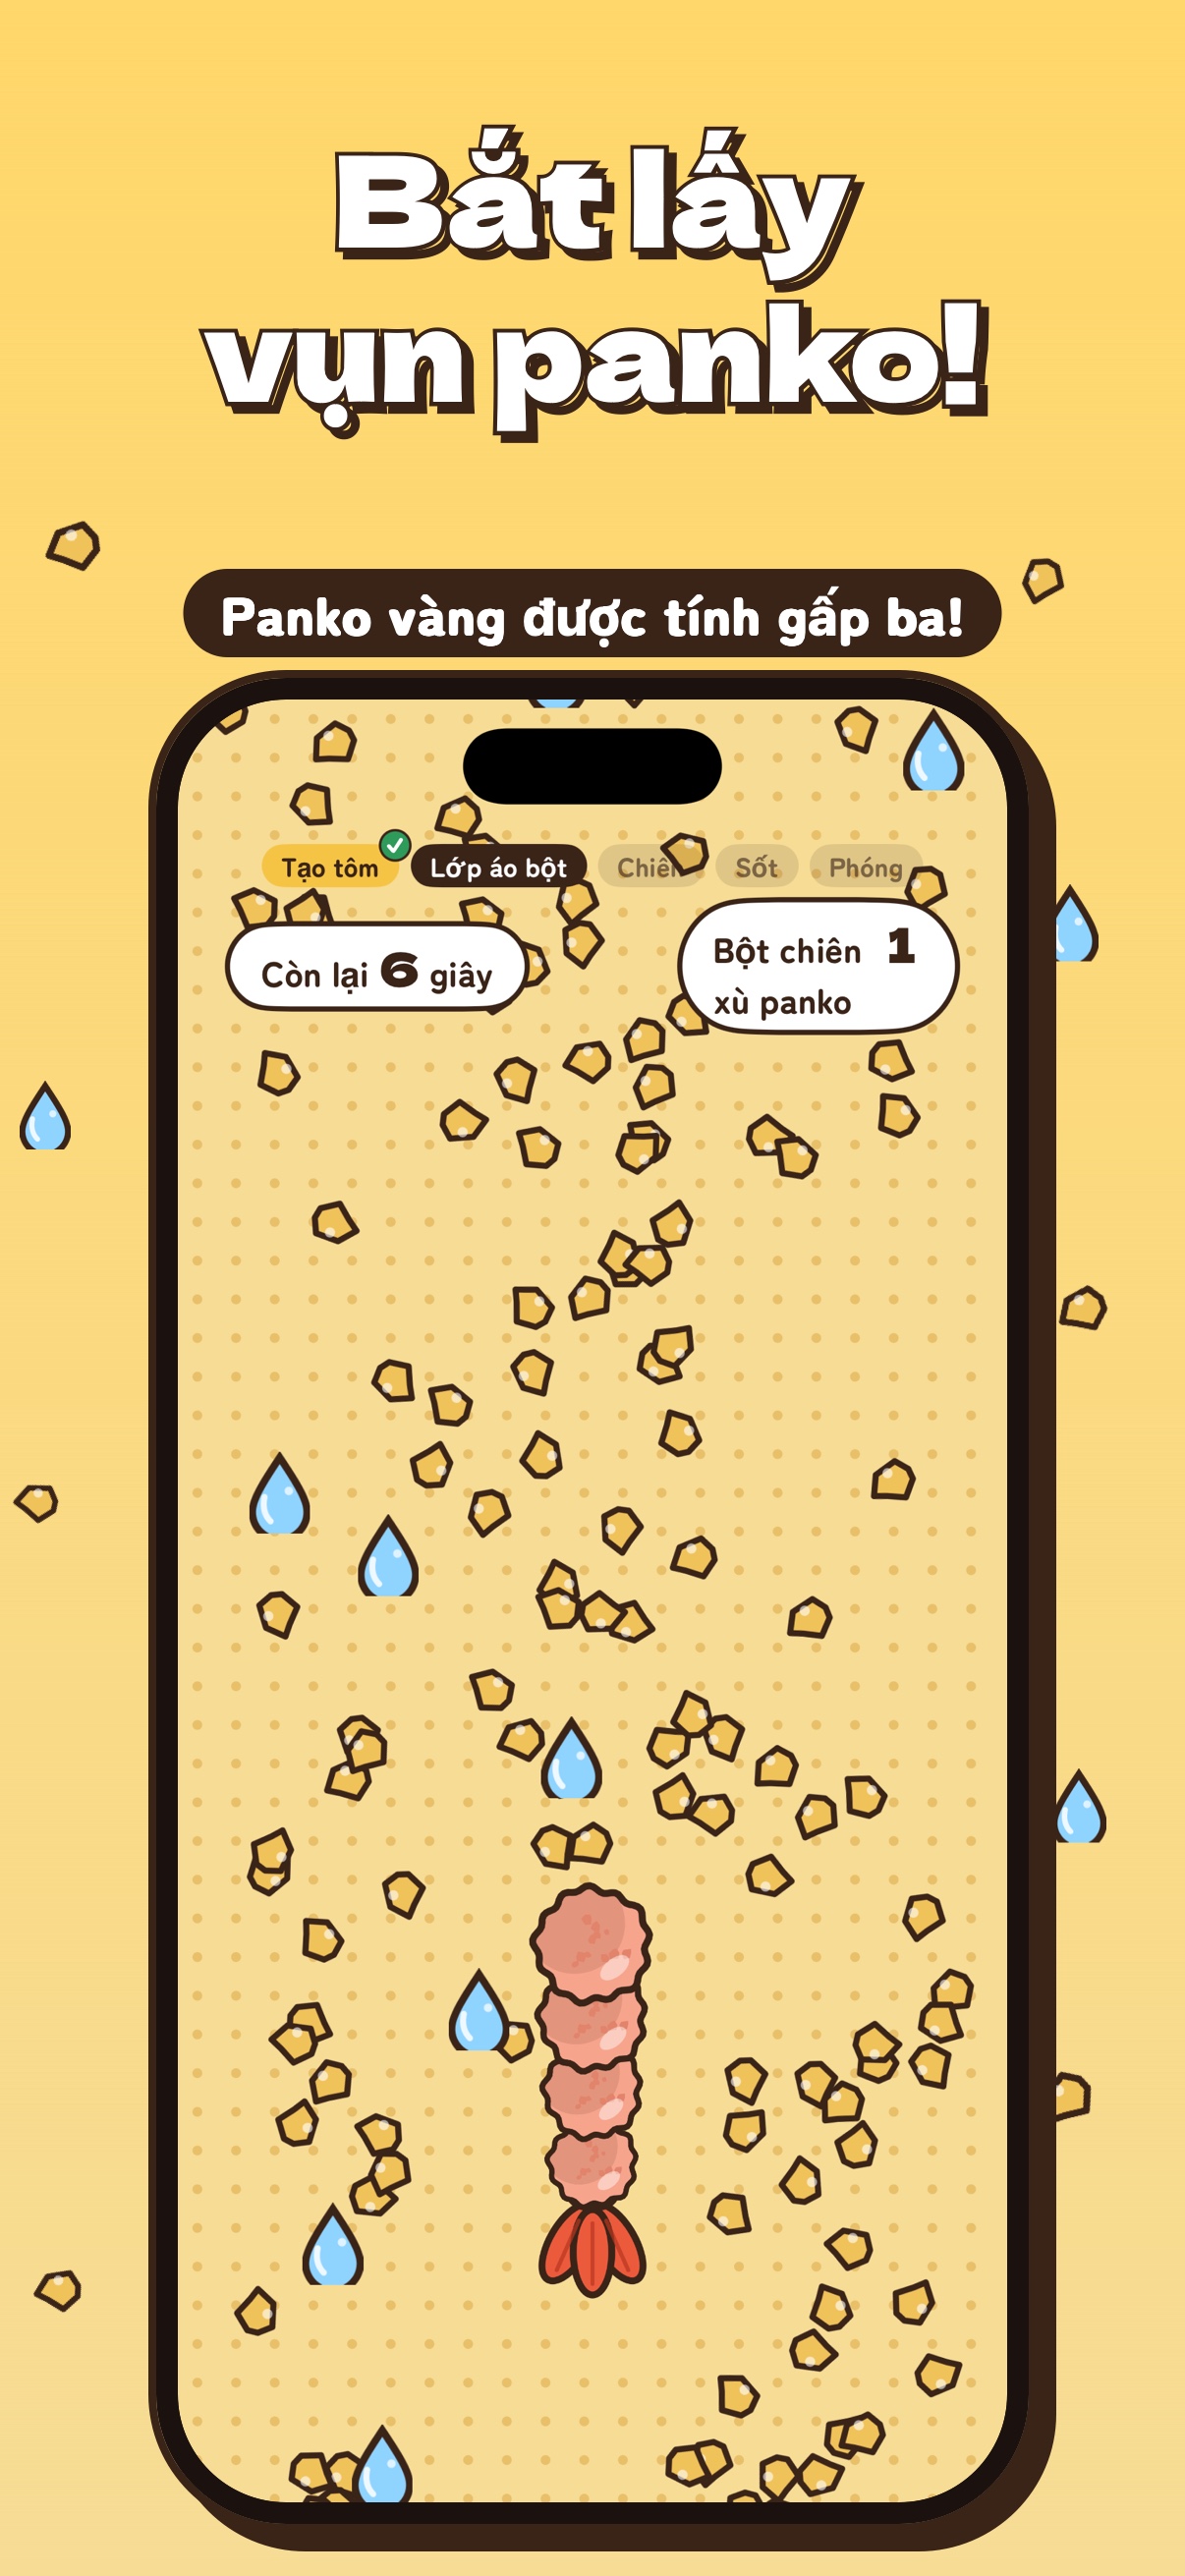 Bắt lấy
vụn panko!
Panko vàng được tính gấp ba!
Tạo tôm
Lớp áo bột
Chiên
Sốt
Phóng
Còn lại 6 giây
Bột chiên 1
xù panko